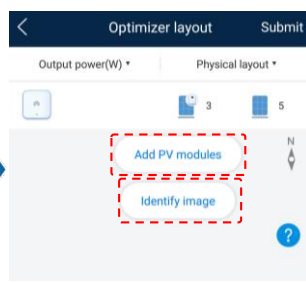 Optimizer layout Submit
Output power(W) Physical layout
3 5
Add PV modules
N
Identify image
?